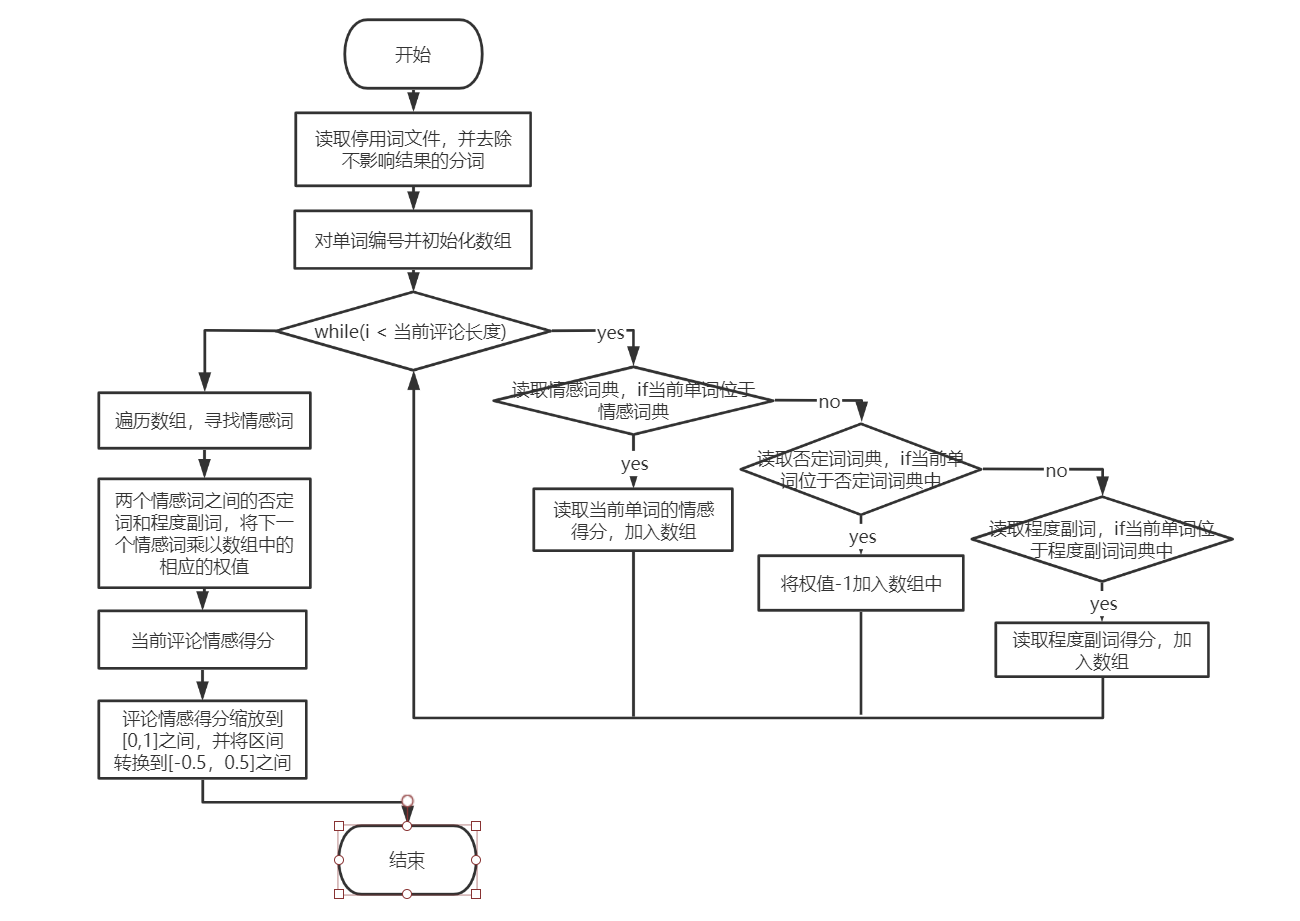 开始
读取停用词文件，并去除
不影响结果的分词
对单词编号并初始化数组
while(i < 当前评论长度)
yes
读取情感词典，if当前单词位于
情感词典
no
遍历数组，寻找情感词
读取否定词词典，if当前单
词位于否定词词典中
no
yes
两个情感词之间的否定
词和程度副词，将下一
个情感词乘以数组中的
相应的权值
读取当前单词的情感
得分，加入数组
读取程度副词，if当前单词位
于程度副词词典中
yes
将权值-1加入数组中
yes
当前评论情感得分
读取程度副词得分，加
入数组
评论情感得分缩放到
[0,1]之间，并将区间
转换到[-0.5，0.5]之间
结束